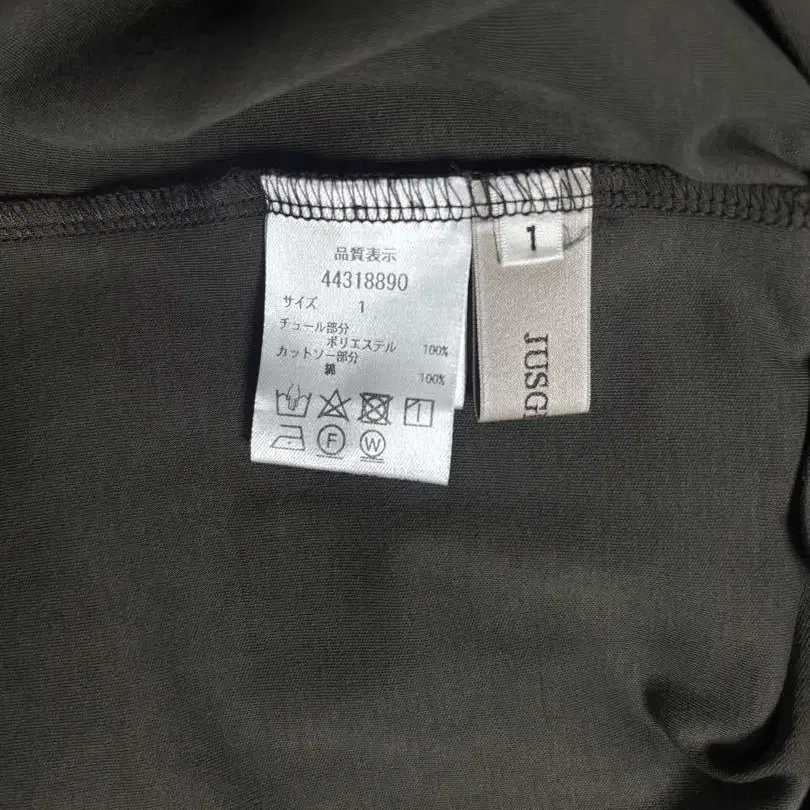 品質表示
44318890
サイズ 1
チュール部分
ポリエステル 100%
カットソー部分
綿 100%
F
W
1
JUSG